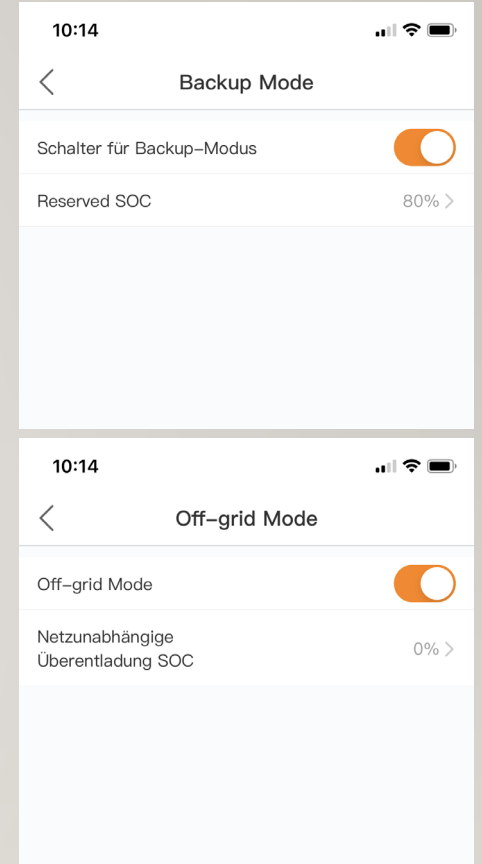 10:14
Backup Mode
Schalter für Backup-Modus
Reserved SOC
80%
10:14
Off-grid Mode
Off-grid Mode
Netzunabhängige
Überentladung SOC
0%